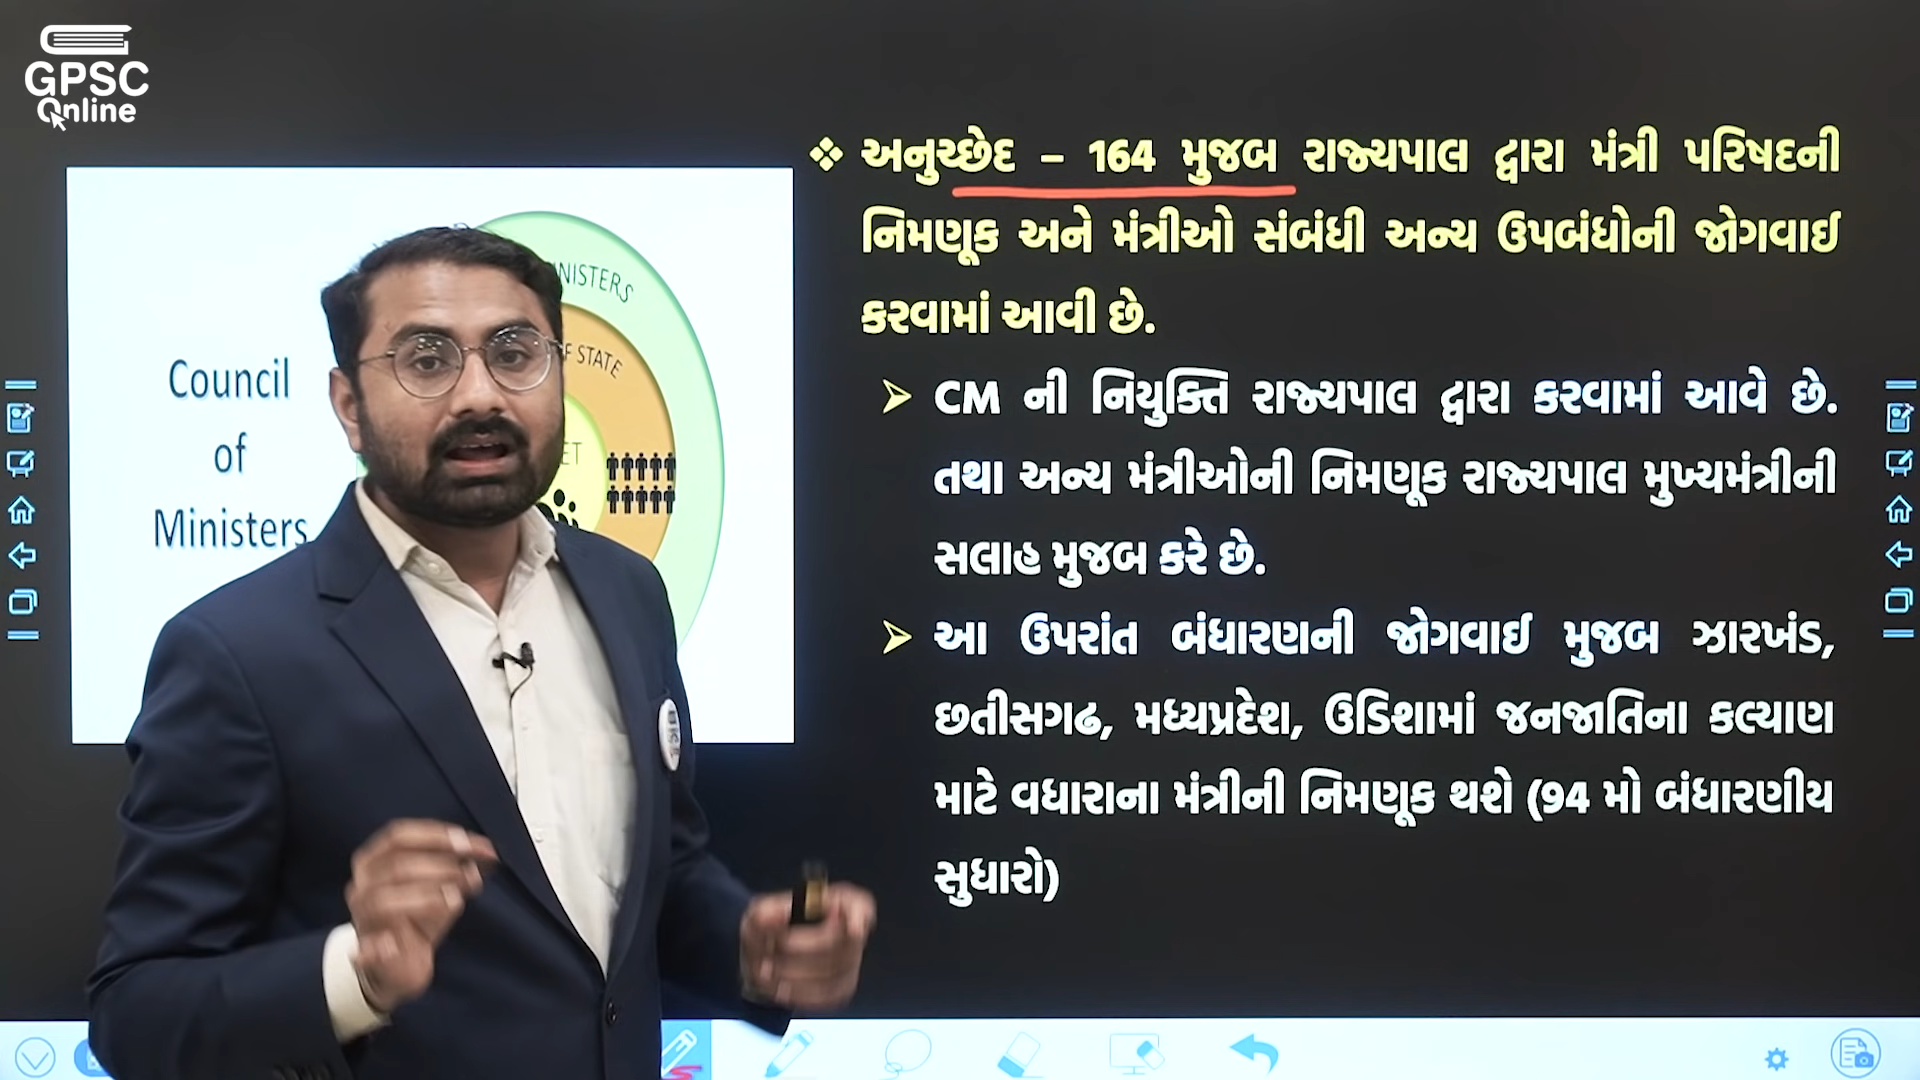 GPSC
Online
અનુચ્છેદ – 164 મુજબ રાજ્યપાલ દ્વારા મંત્રી પરિષદની
નિમણૂક અને મંત્રીઓ સંબંધી અન્ય ઉપબંધોની જોગવાઈ
કરવામાં આવી છે.
CM ની નિયુક્તિ રાજ્યપાલ દ્વારા કરવામાં આવે છે.
તથા અન્ય મંત્રીઓની નિમણૂક રાજ્યપાલ મુખ્યમંત્રીની
સલાહ મુજબ કરે છે.
આ ઉપરાંત બંધારણની જોગવાઈ મુજબ ઝારખંડ,
છતીસગઢ, મધ્યપ્રદેશ, ઉડિશામાં જનજાતિના કલ્યાણ
માટે વધારાના મંત્રીની નિમણૂક થશે (94 મો બંધારણીય
સુધારો)
Council
of
Ministers
STATE